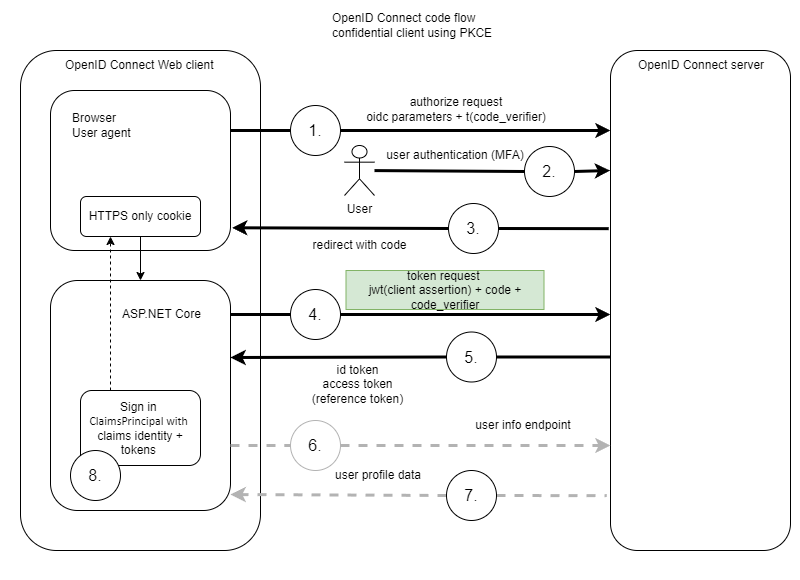 OpenID Connect code flow
confidential client using PKCE
OpenID Connect Web client
OpenID Connect server
Browser
User agent
authorize request
oidc parameters + t(code_verifier)
1.
user authentication (MFA)
2.
User
HTTPS only cookie
3.
redirect with code
token request
jwt(client assertion) + code +
code_verifier
ASP.NET Core
4.
5.
id token
access token
(reference token)
Sign in
ClaimsPrincipal with
claims identity +
tokens
user info endpoint
6.
8.
user profile data
7.